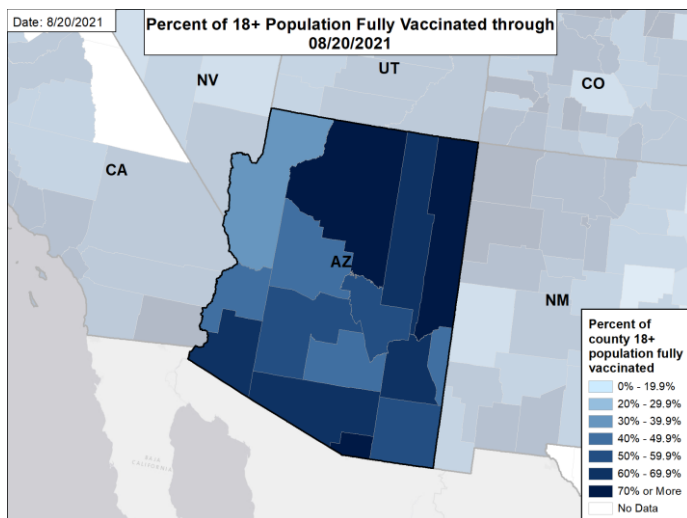 Date: 8/20/2021
Percent of 18+ Population Fully Vaccinated through
08/20/2021
NV
UT
CO
CA
AZ
NM
BAJA
CALIFORNIA
Percent of
county 18+
population fully
vaccinated
0% - 19.9%
20% - 29.9%
30% - 39.9%
40% - 49.9%
50% - 59.9%
60% - 69.9%
70% or More
No Data